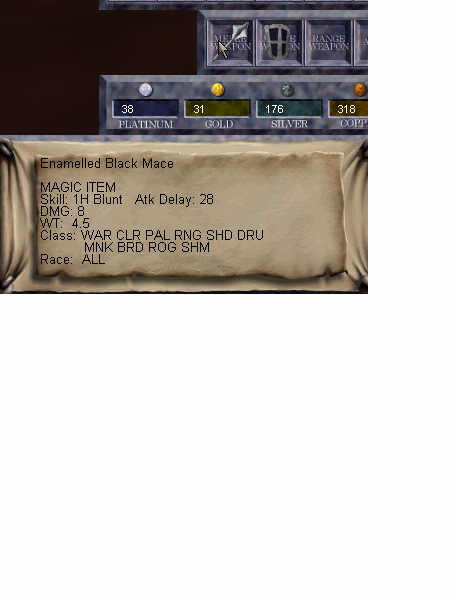 MELEE WEAPON
WEAPON
RANGE WEAPON
38 31 176 318
PLATINUM GOLD SILVER
Enamelled Black Mace
MAGIC ITEM
Skill: 1H Blunt Atk Delay: 28
DMG: 8
WT: 4.5
Class: WAR CLR PAL RNG SHD DRU
MNK BRD ROG SHM
Race: ALL